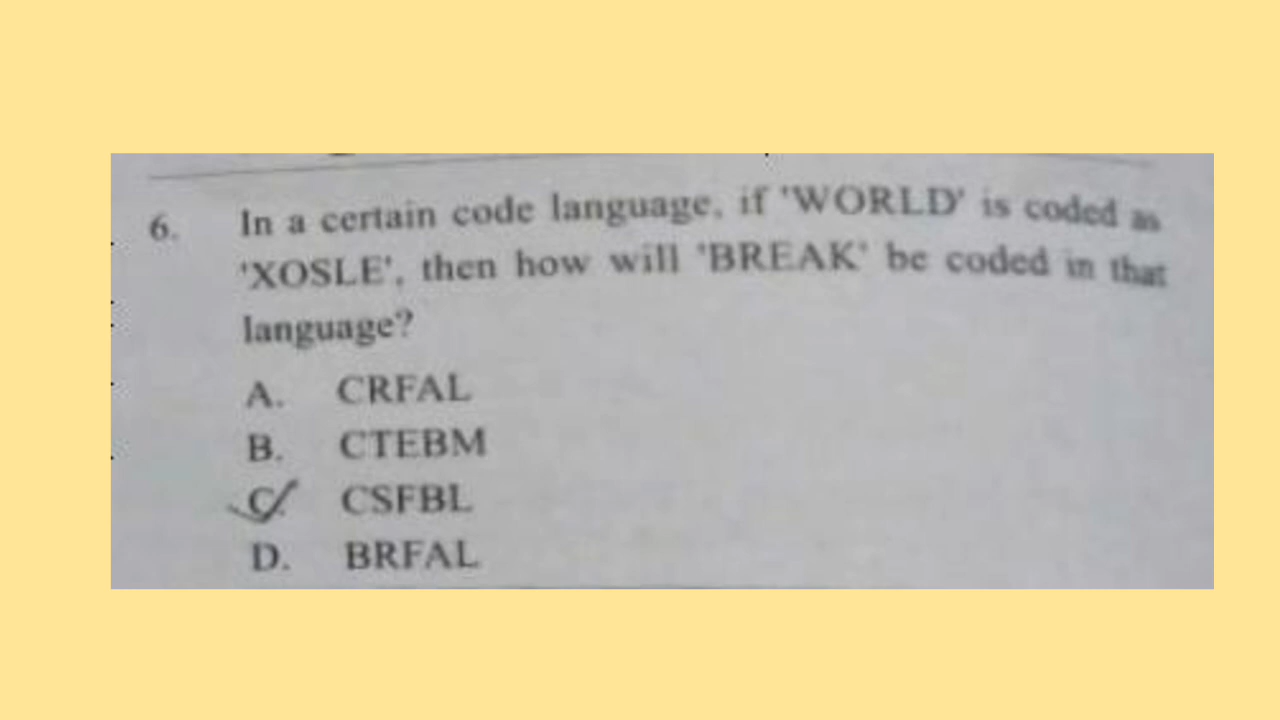 6. In a certain code language, if 'WORLD' is coded as
'XOSLE', then how will 'BREAK' be coded in that
language?
A. CRFAL
B. CTEBM
C. CSFBL
D. BRFAL